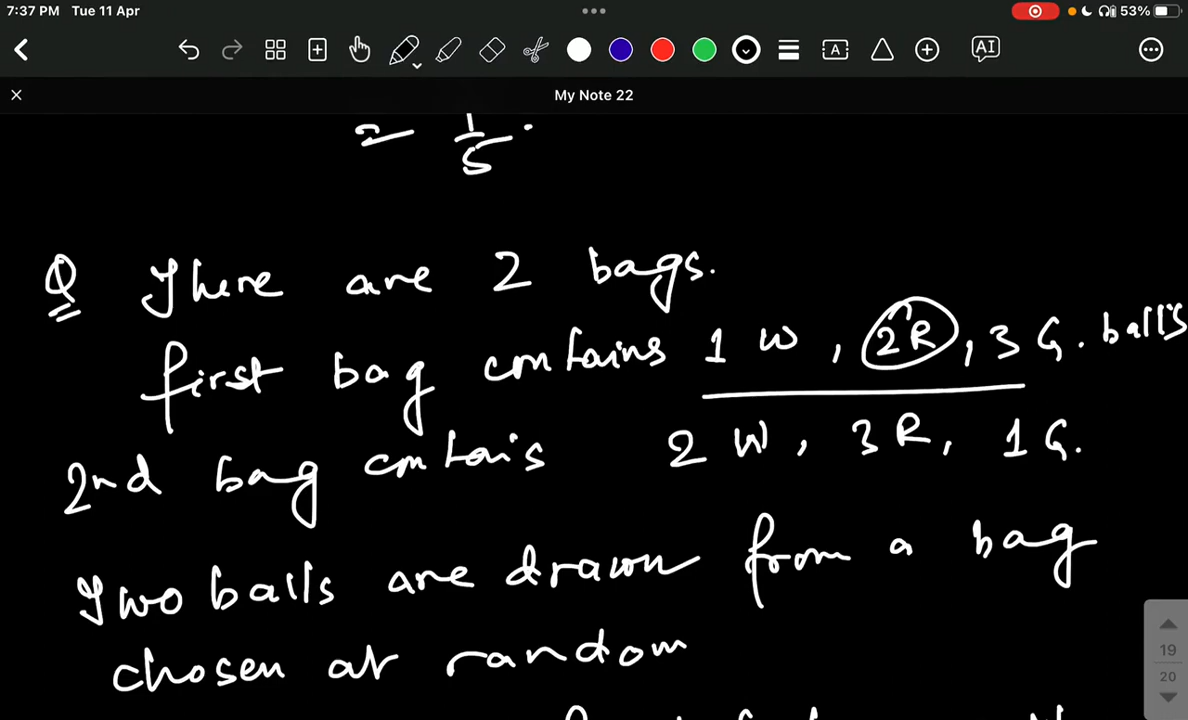 7:37 PM Tue 11 Apr 53%
A AI
My Note 22
= 1/5.
Q There are 2 bags.
first bag contains 1 W, 2R, 3 G. balls
2nd bag contais 2 W, 3 R, 1 G.
Two balls are drawn from a bag
chosen at random
19
20